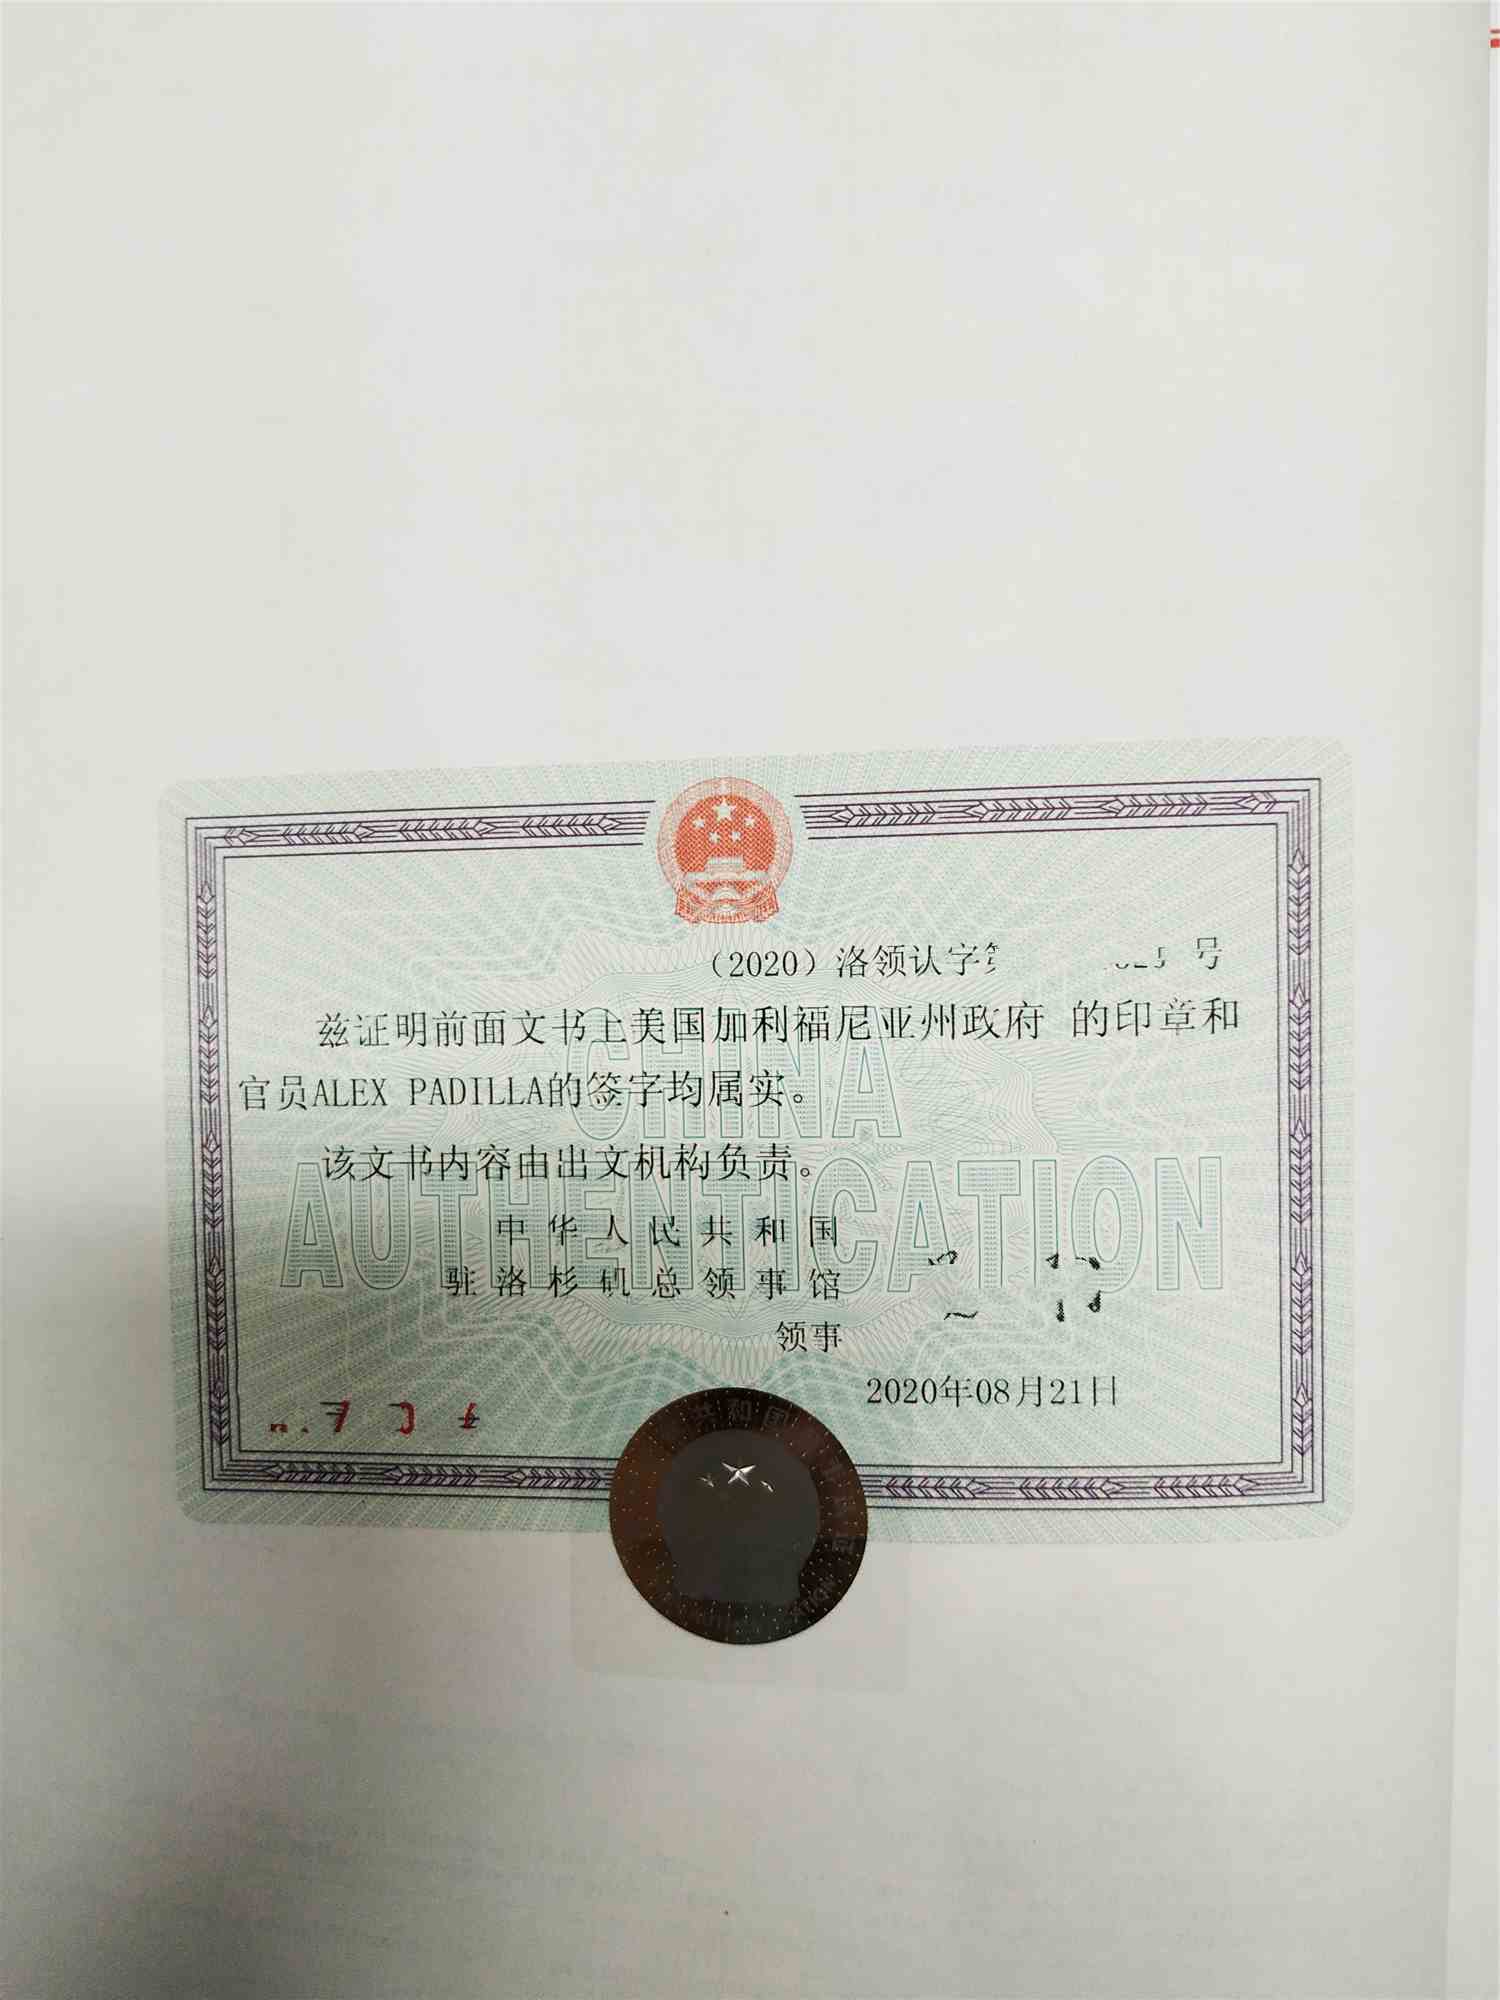 （2020）洛领认字第 号
兹证明前面文书上美国加利福尼亚州政府 的印章和
官员ALEX PADILLA的签字均属实。
该文书内容由出文机构负责。
中华人民共和国
驻洛杉矶总领事馆
领事
2020年08月21日
CHINA
AUTHENTICATION
共和国